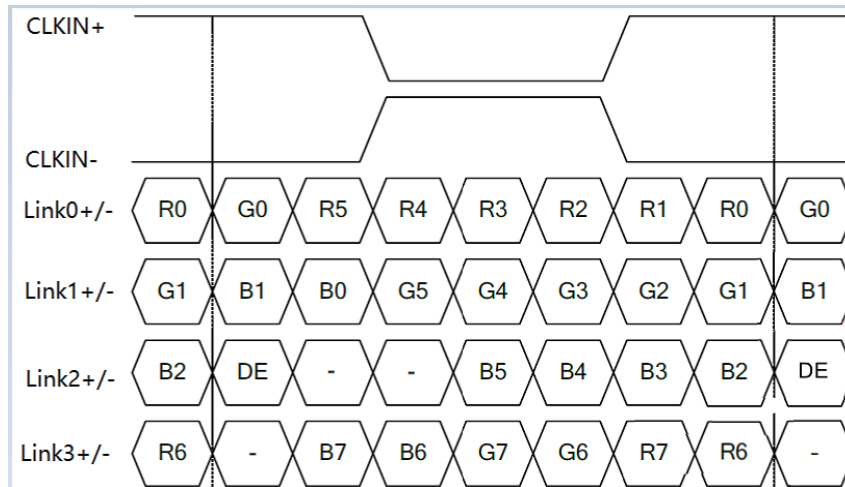 CLKIN+
CLKIN-
Link0+/- R0 G0 R5 R4 R3 R2 R1 R0 G0
Link1+/- G1 B1 B0 G5 G4 G3 G2 G1 B1
Link2+/- B2 DE - - B5 B4 B3 B2 DE
Link3+/- R6 - B7 B6 G7 G6 R7 R6 -